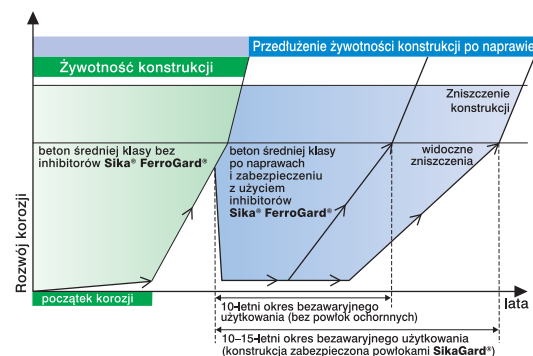 Przedłużenie żywotności konstrukcji po naprawie
Żywotność konstrukcji
Zniszczenie
konstrukcji
beton średniej klasy bez
inhibitorów Sika® FerroGard®
beton średniej klasy
po naprawach
i zabezpieczeniu
z użyciem
inhibitorów
Sika® FerroGard®
widoczne
zniszczenia
Rozwój korozji
początek korozji
lata
10-letni okres bezawaryjnego
użytkowania (bez powłok ochornnych)
10–15-letni okres bezawaryjnego użytkowania
(konstrukcja zabezpieczona powłokami SikaGard®)